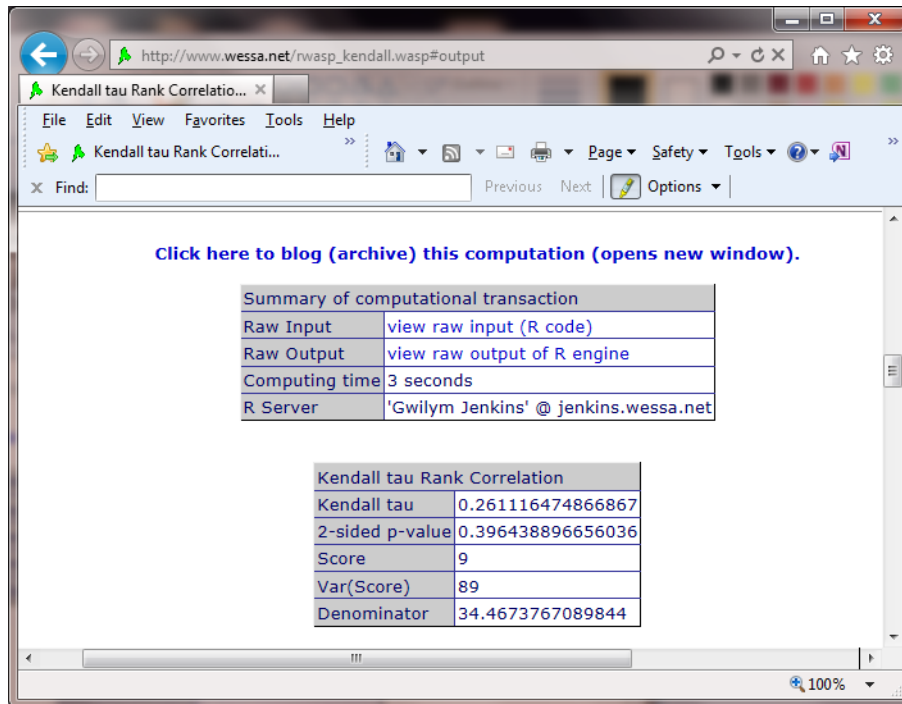 http://www.wessa.net/rwasp_kendall.wasp#output
Kendall tau Rank Correlatio...
File Edit View Favorites Tools Help
Kendall tau Rank Correlati... Page Safety Tools
Find: Previous Next Options
Click here to blog (archive) this computation (opens new window).
Summary of computational transaction
Raw Input view raw input (R code)
Raw Output view raw output of R engine
Computing time 3 seconds
R Server 'Gwilym Jenkins' @ jenkins.wessa.net
Kendall tau Rank Correlation
Kendall tau 0.261116474866867
2-sided p-value 0.396438896656036
Score 9
Var(Score) 89
Denominator 34.4673767089844
100%